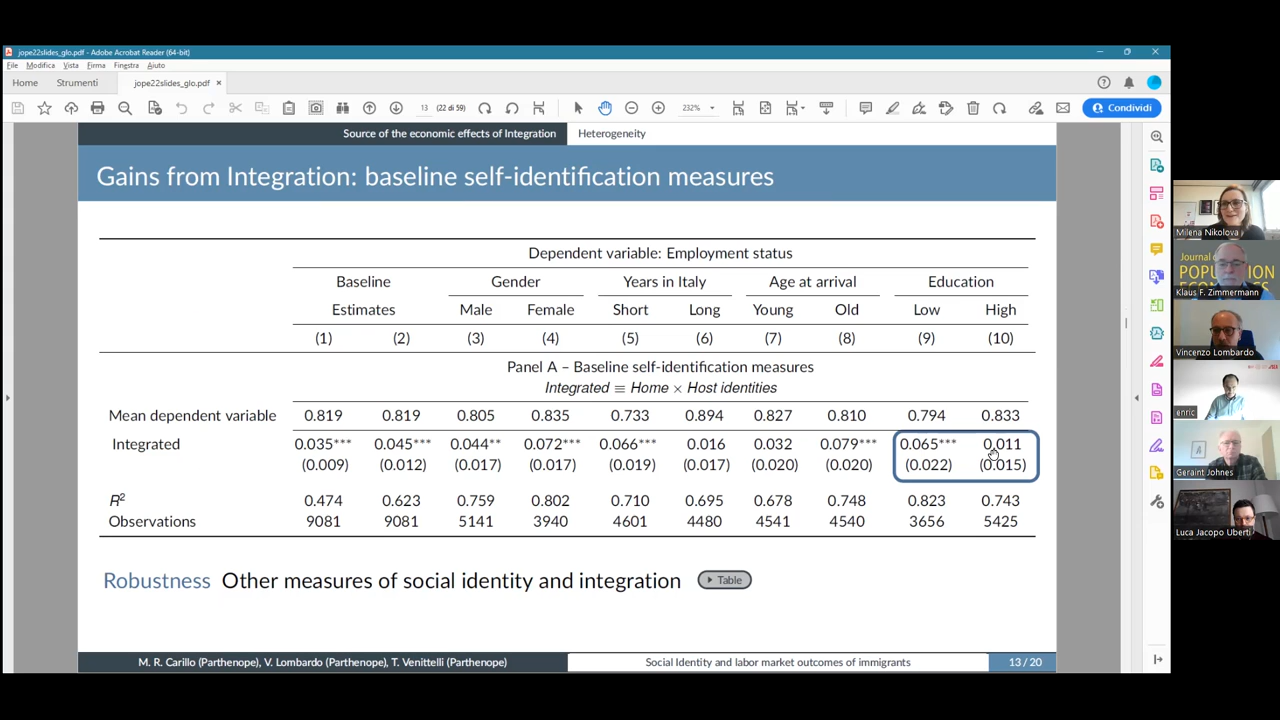 jope22slides_glo.pdf - Adobe Acrobat Reader (64-bit)
File Modifica Vista Firma Finestra Aiuto
Home Strumenti jope22slides_glo.pdf ×
13 (22 di 59) 232% Condividi
Source of the economic effects of Integration Heterogeneity
Gains from Integration: baseline self-identification measures
Dependent variable: Employment status
Baseline Gender Years in Italy Age at arrival Education
Estimates Male Female Short Long Young Old Low High
(1) (2) (3) (4) (5) (6) (7) (8) (9) (10)
Panel A – Baseline self-identification measures
Integrated ≡ Home × Host identities
Mean dependent variable 0.819 0.819 0.805 0.835 0.733 0.894 0.827 0.810 0.794 0.833
Integrated 0.035*** 0.045*** 0.044** 0.072*** 0.066*** 0.016 0.032 0.079*** 0.065*** 0.011
(0.009) (0.012) (0.017) (0.017) (0.019) (0.017) (0.020) (0.020) (0.022) (0.015)
R² 0.474 0.623 0.759 0.802 0.710 0.695 0.678 0.748 0.823 0.743
Observations 9081 9081 5141 3940 4601 4480 4541 4540 3656 5425
Robustness Other measures of social identity and integration Table
M. R. Carillo (Parthenope), V. Lombardo (Parthenope), T. Venittelli (Parthenope) Social Identity and labor market outcomes of immigrants 13 / 20
Milena Nikolova
Journal of
POPULATION
Klaus F. Zimmermann
Vincenzo Lombardo
enric
Geraint Johnes
Luca Jacopo Uberti